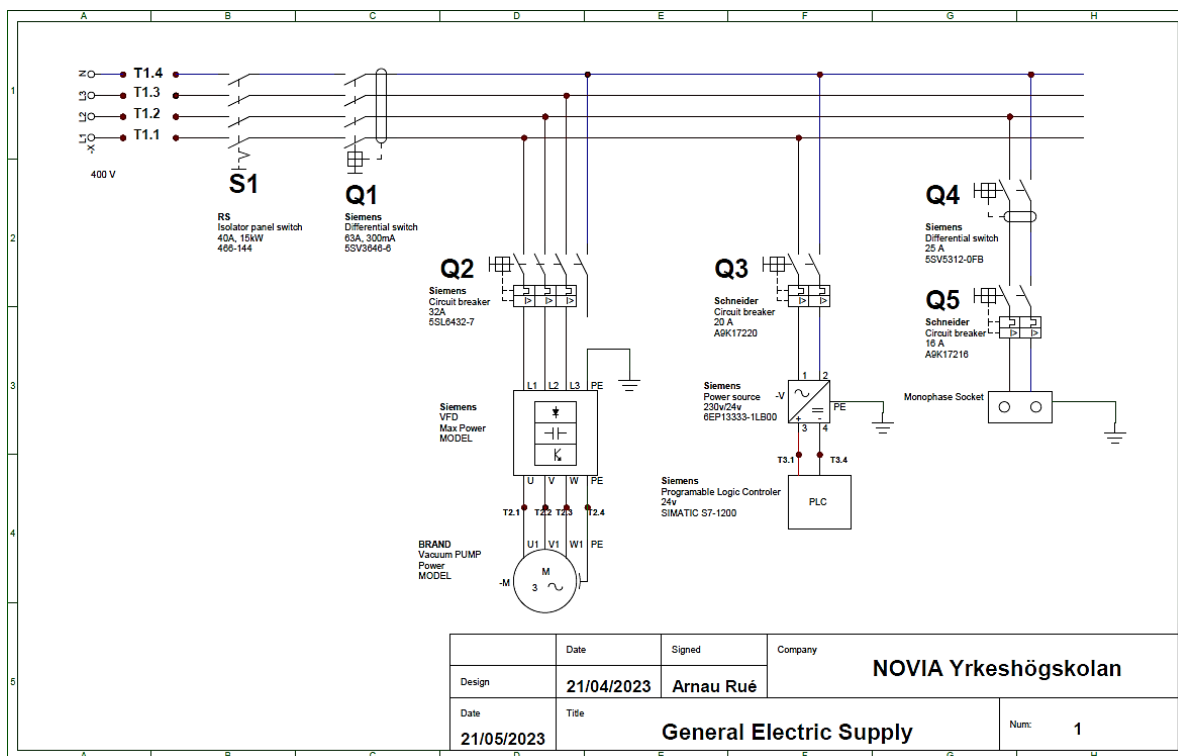 A B C D E F G H
1
2
3
4
5
N
L3
L2
L1
-X
T1.4
T1.3
T1.2
T1.1
400 V
S1
RS
Isolator panel switch
40A, 15kW
466-144
Q1
Siemens
Differential switch
63A, 300mA
5SV3646-6
Q2
Siemens
Circuit breaker
32A
5SL6432-7
I> I> I>
L1 L2 L3 PE
Siemens
VFD
Max Power
MODEL
U V W PE
T2.1 T2.2 T2.3 T2.4
BRAND
Vacuum PUMP
Power
MODEL
U1 V1 W1 PE
-M
M
3
Q3
Schneider
Circuit breaker
20 A
A9K17220
I> I>
1 2
Siemens
Power source
230v/24v
6EP13333-1LB00
-V
PE
+ -
3 4
T3.1 T3.4
Siemens
Programable Logic Controler
24v
SIMATIC S7-1200
PLC
Q4
Siemens
Differential switch
25 A
5SV5312-0FB
Q5
Schneider
Circuit breaker
16 A
A9K17216
I> I>
Monophase Socket
Date Signed Company
NOVIA Yrkeshögskolan
Design 21/04/2023 Arnau Rué
Date Title
21/05/2023 General Electric Supply Num: 1
A B C D E F G H